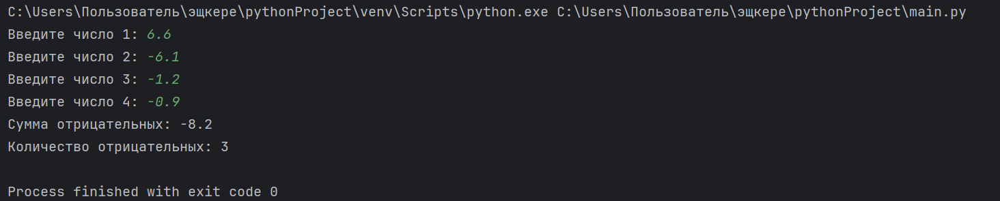 C:\Users\Пользователь\эщкере\pythonProject\venv\Scripts\python.exe C:\Users\Пользователь\эщкере\pythonProject\main.py
Введите число 1: 6.6
Введите число 2: -6.1
Введите число 3: -1.2
Введите число 4: -0.9
Сумма отрицательных: -8.2
Количество отрицательных: 3
Process finished with exit code 0